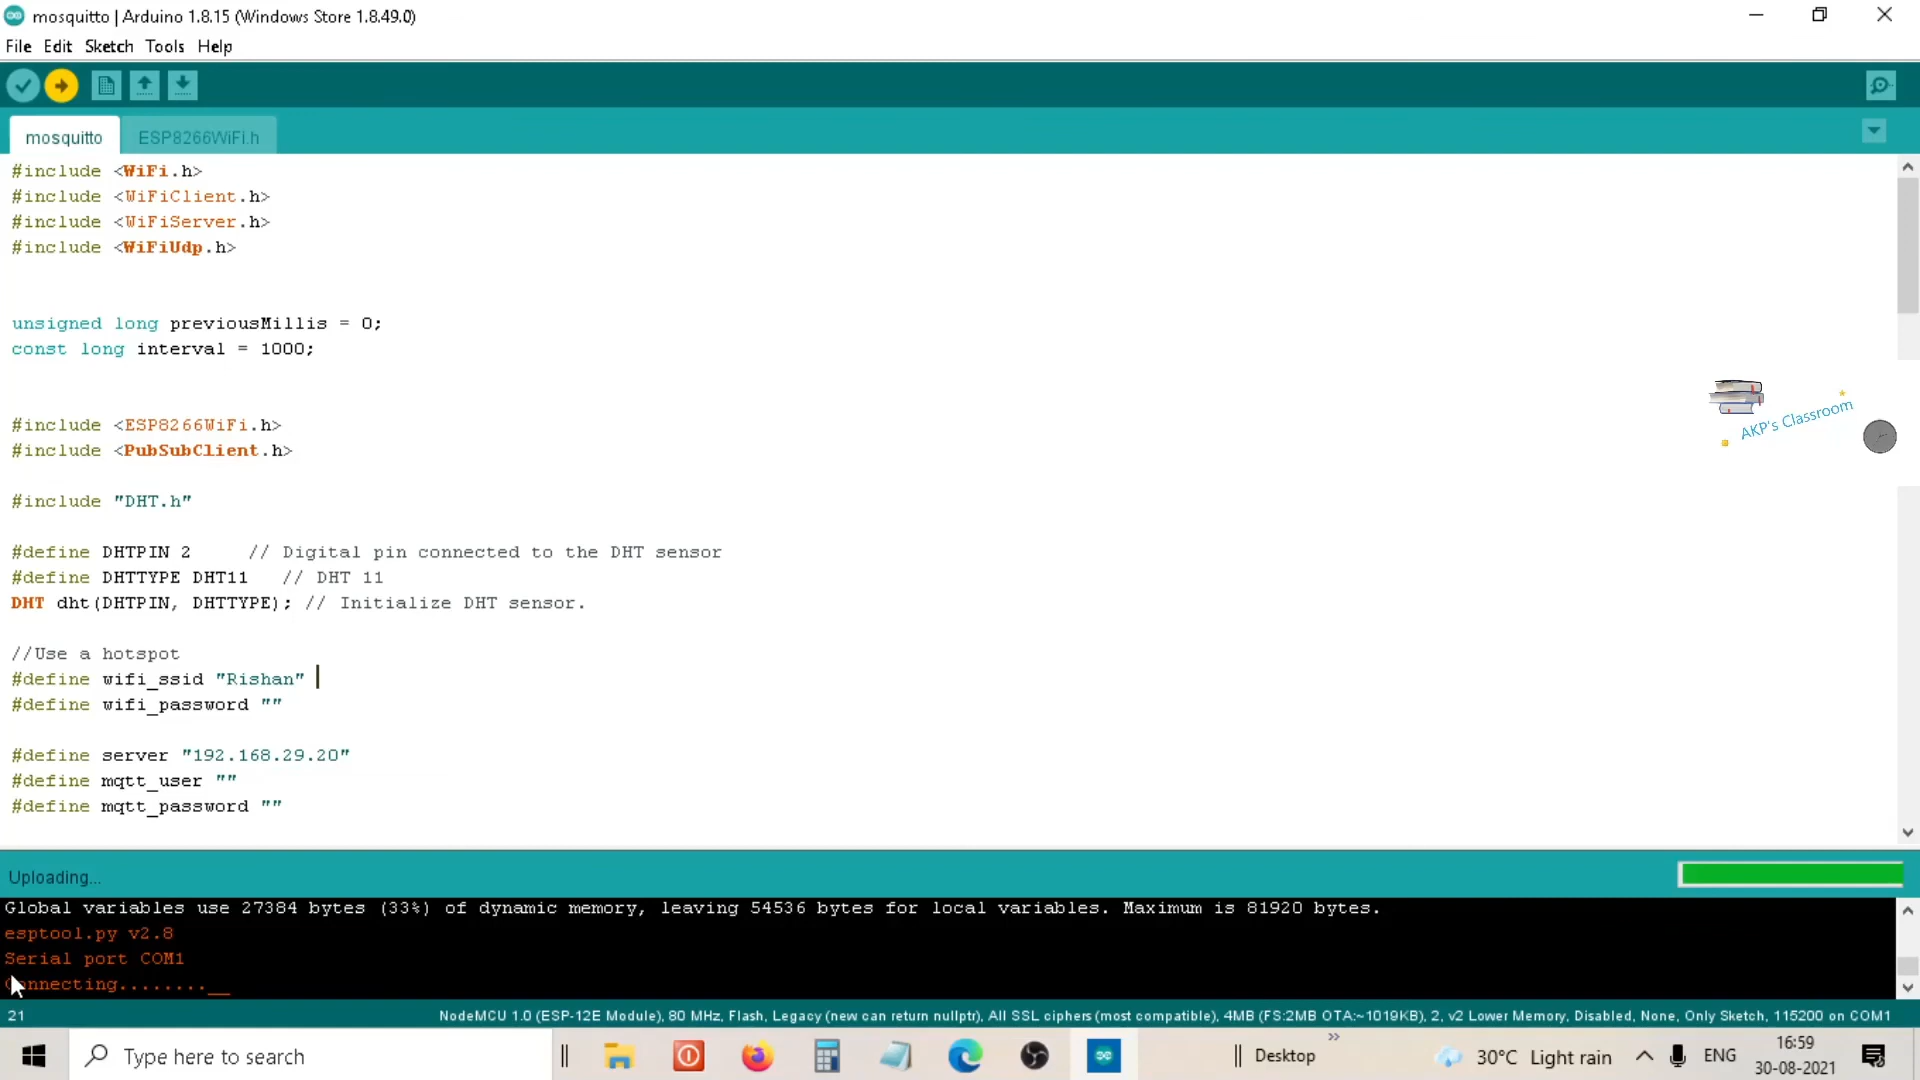 mosquitto | Arduino 1.8.15 (Windows Store 1.8.49.0)
File Edit Sketch Tools Help
mosquitto ESP8266WiFi.h
#include <WiFi.h>
#include <WiFiClient.h>
#include <WiFiServer.h>
#include <WiFiUdp.h>
unsigned long previousMillis = 0;
const long interval = 1000;
#include <ESP8266WiFi.h>
#include <PubSubClient.h>
#include "DHT.h"
#define DHTPIN 2 // Digital pin connected to the DHT sensor
#define DHTTYPE DHT11 // DHT 11
DHT dht(DHTPIN, DHTTYPE); // Initialize DHT sensor.
//Use a hotspot
#define wifi_ssid "Rishan"
#define wifi_password ""
#define server "192.168.29.20"
#define mqtt_user ""
#define mqtt_password ""
AKP's Classroom
Uploading...
Global variables use 27384 bytes (33%) of dynamic memory, leaving 54536 bytes for local variables. Maximum is 81920 bytes.
esptool.py v2.8
Serial port COM1
Connecting........__
21 NodeMCU 1.0 (ESP-12E Module), 80 MHz, Flash, Legacy (new can return nullptr), All SSL ciphers (most compatible), 4MB (FS:2MB OTA:~1019KB), 2, v2 Lower Memory, Disabled, None, Only Sketch, 115200 on COM1
Type here to search Desktop 30°C Light rain ENG 16:59
30-08-2021